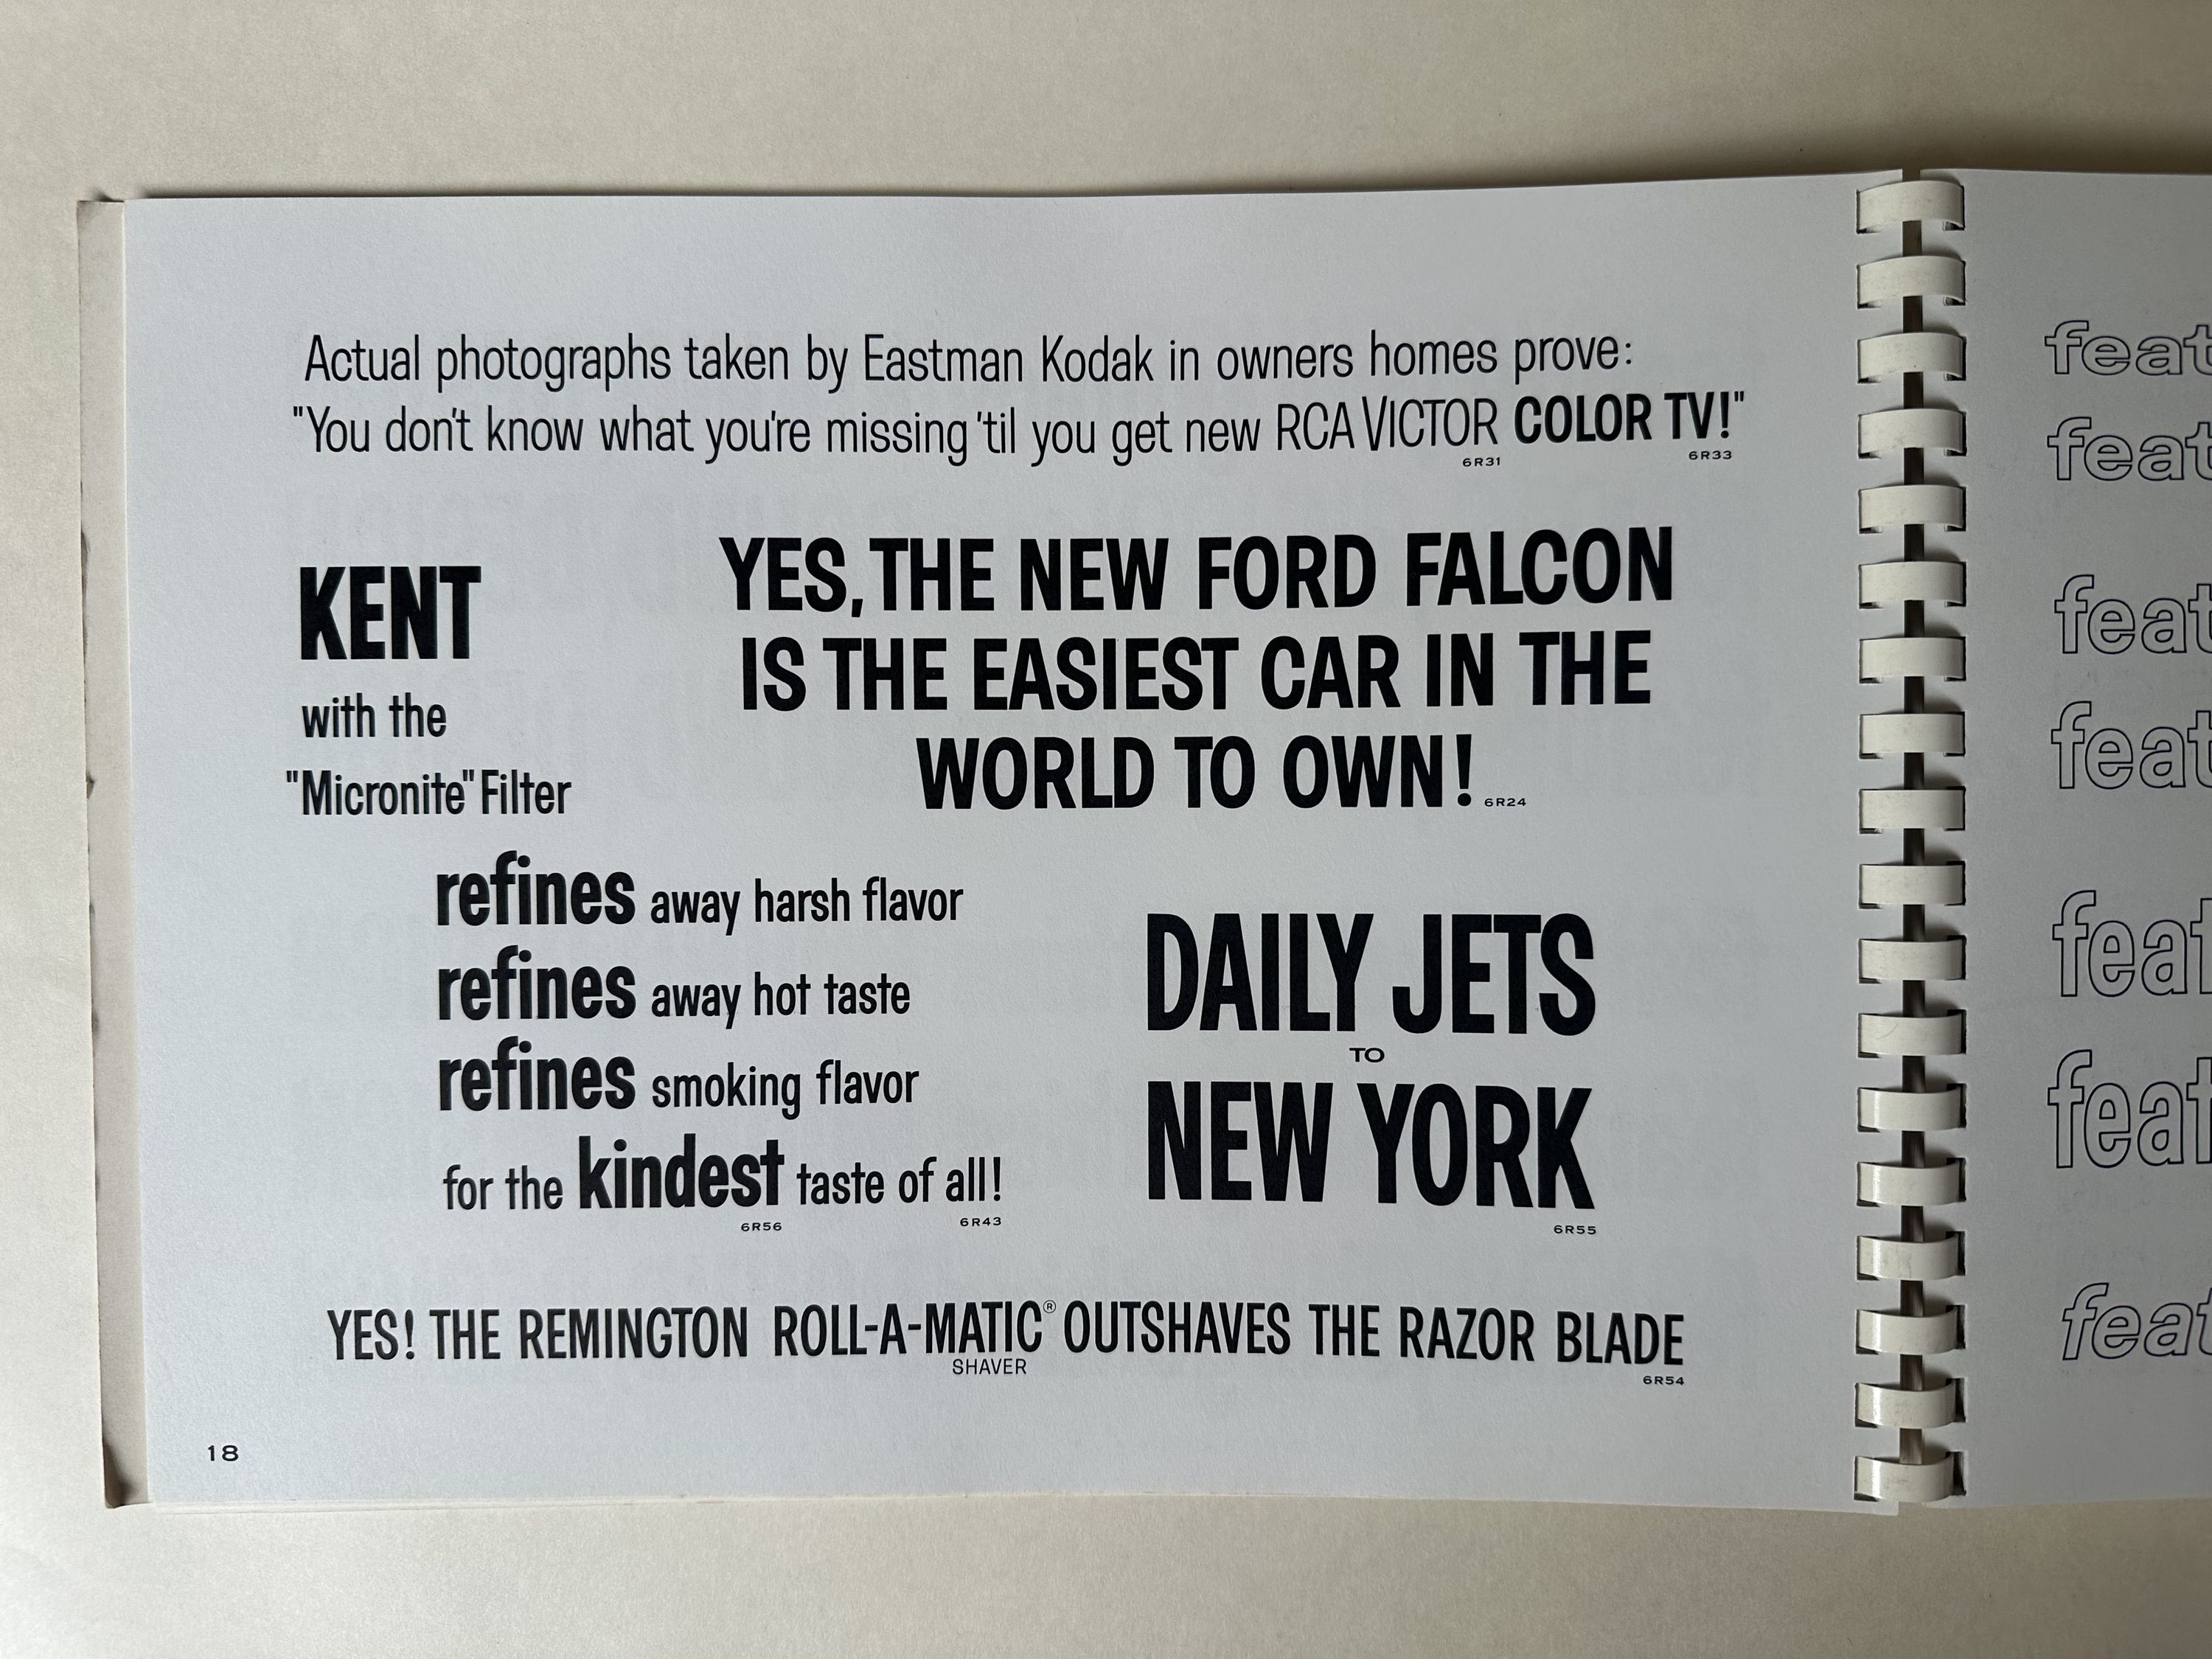 Actual photographs taken by Eastman Kodak in owners homes prove:
"You don't know what you're missing 'til you get new RCA VICTOR COLOR TV!"
6R31 6R33
KENT
with the
"Micronite" Filter
refines away harsh flavor
refines away hot taste
refines smoking flavor
for the kindest taste of all!
6R56 6R43
YES, THE NEW FORD FALCON
IS THE EASIEST CAR IN THE
WORLD TO OWN! 6R24
DAILY JETS
TO
NEW YORK
6R55
YES! THE REMINGTON ROLL-A-MATIC® OUTSHAVES THE RAZOR BLADE
SHAVER
6R54
18
feat
feat
feat
feat
feat
feat
feat